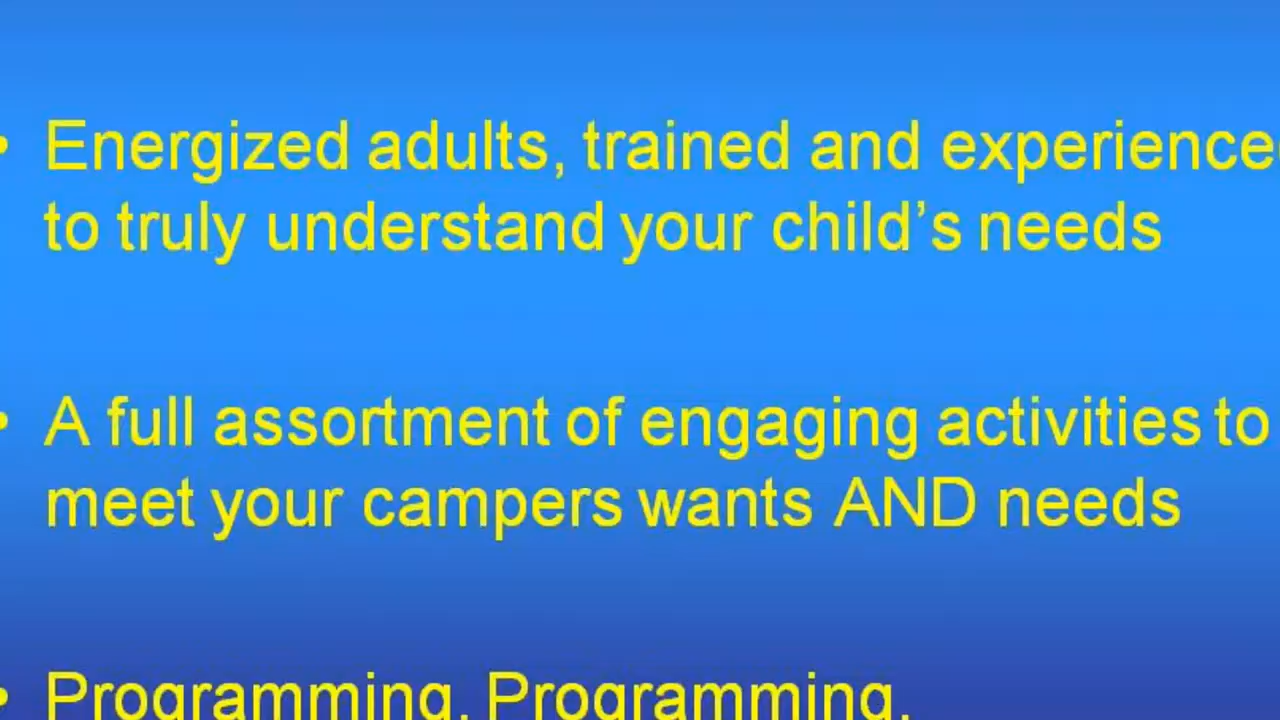 • Energized adults, trained and experienced
to truly understand your child’s needs
• A full assortment of engaging activities to
meet your campers wants AND needs
• Programming, Programming,